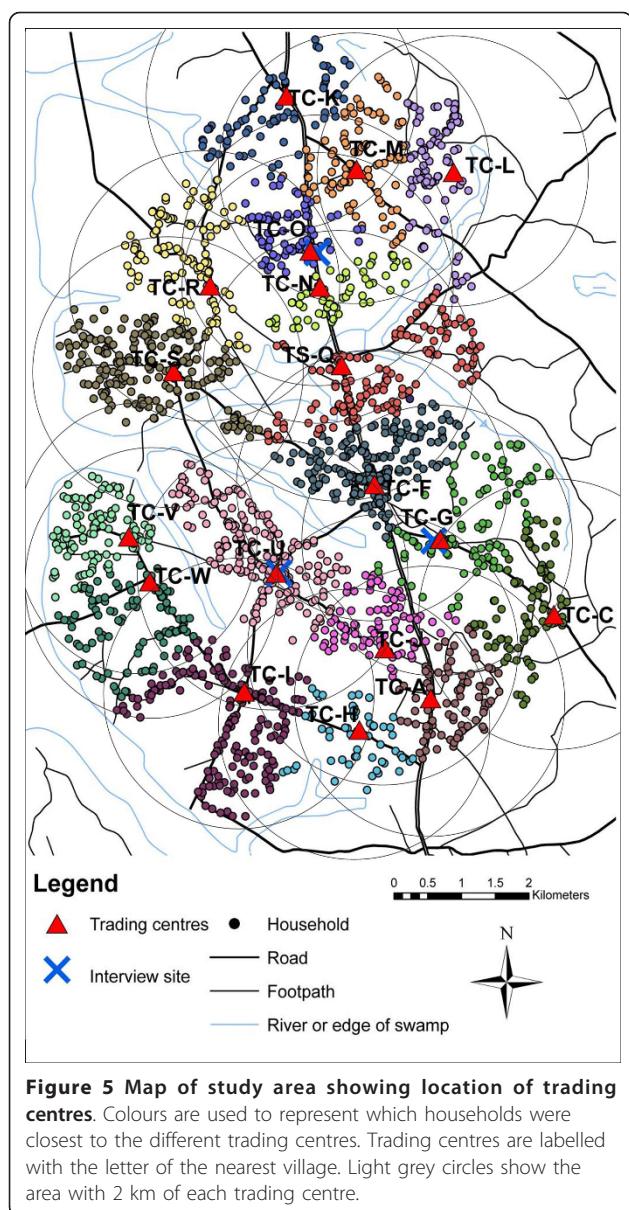 TC-K
TC-M
TC-L
TC-O
TC-N
TC-R
TS-Q
TC-S
TC-F
TC-G
TC-V
TC-U
TC-W
TC-C
TC-J
TC-I
TC-A
TC-H
Legend
0 0.5 1 1.5 2
Kilometers
Trading centres
Household
Interview site
Road
Footpath
River or edge of swamp
N
Figure 5 Map of study area showing location of trading
centres. Colours are used to represent which households were
closest to the different trading centres. Trading centres are labelled
with the letter of the nearest village. Light grey circles show the
area with 2 km of each trading centre.